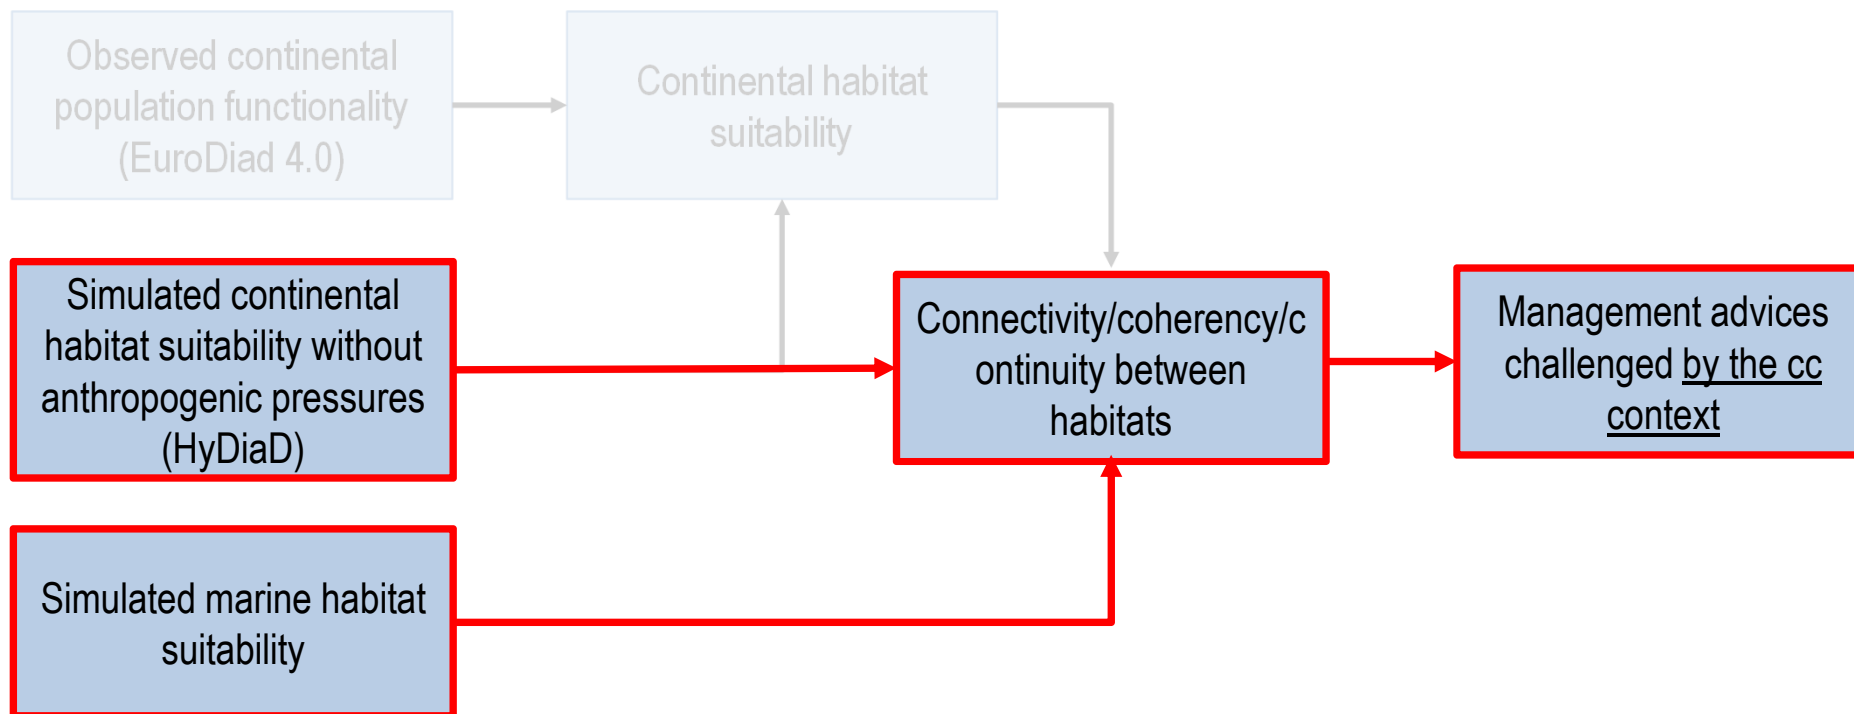 Observed continental
population functionality
(EuroDiad 4.0)
Continental habitat
suitability
Simulated continental
habitat suitability without
anthropogenic pressures
(HyDiaD)
Connectivity/coherency/c
ontinuity between
habitats
Management advices
challenged by the cc
context
Simulated marine habitat
suitability